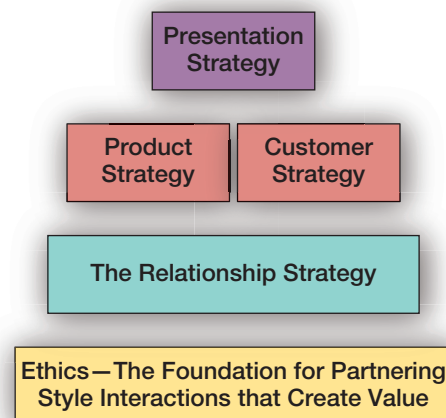 Presentation
Strategy
Product
Strategy
Customer
Strategy
The Relationship Strategy
Ethics—The Foundation for Partnering
Style Interactions that Create Value